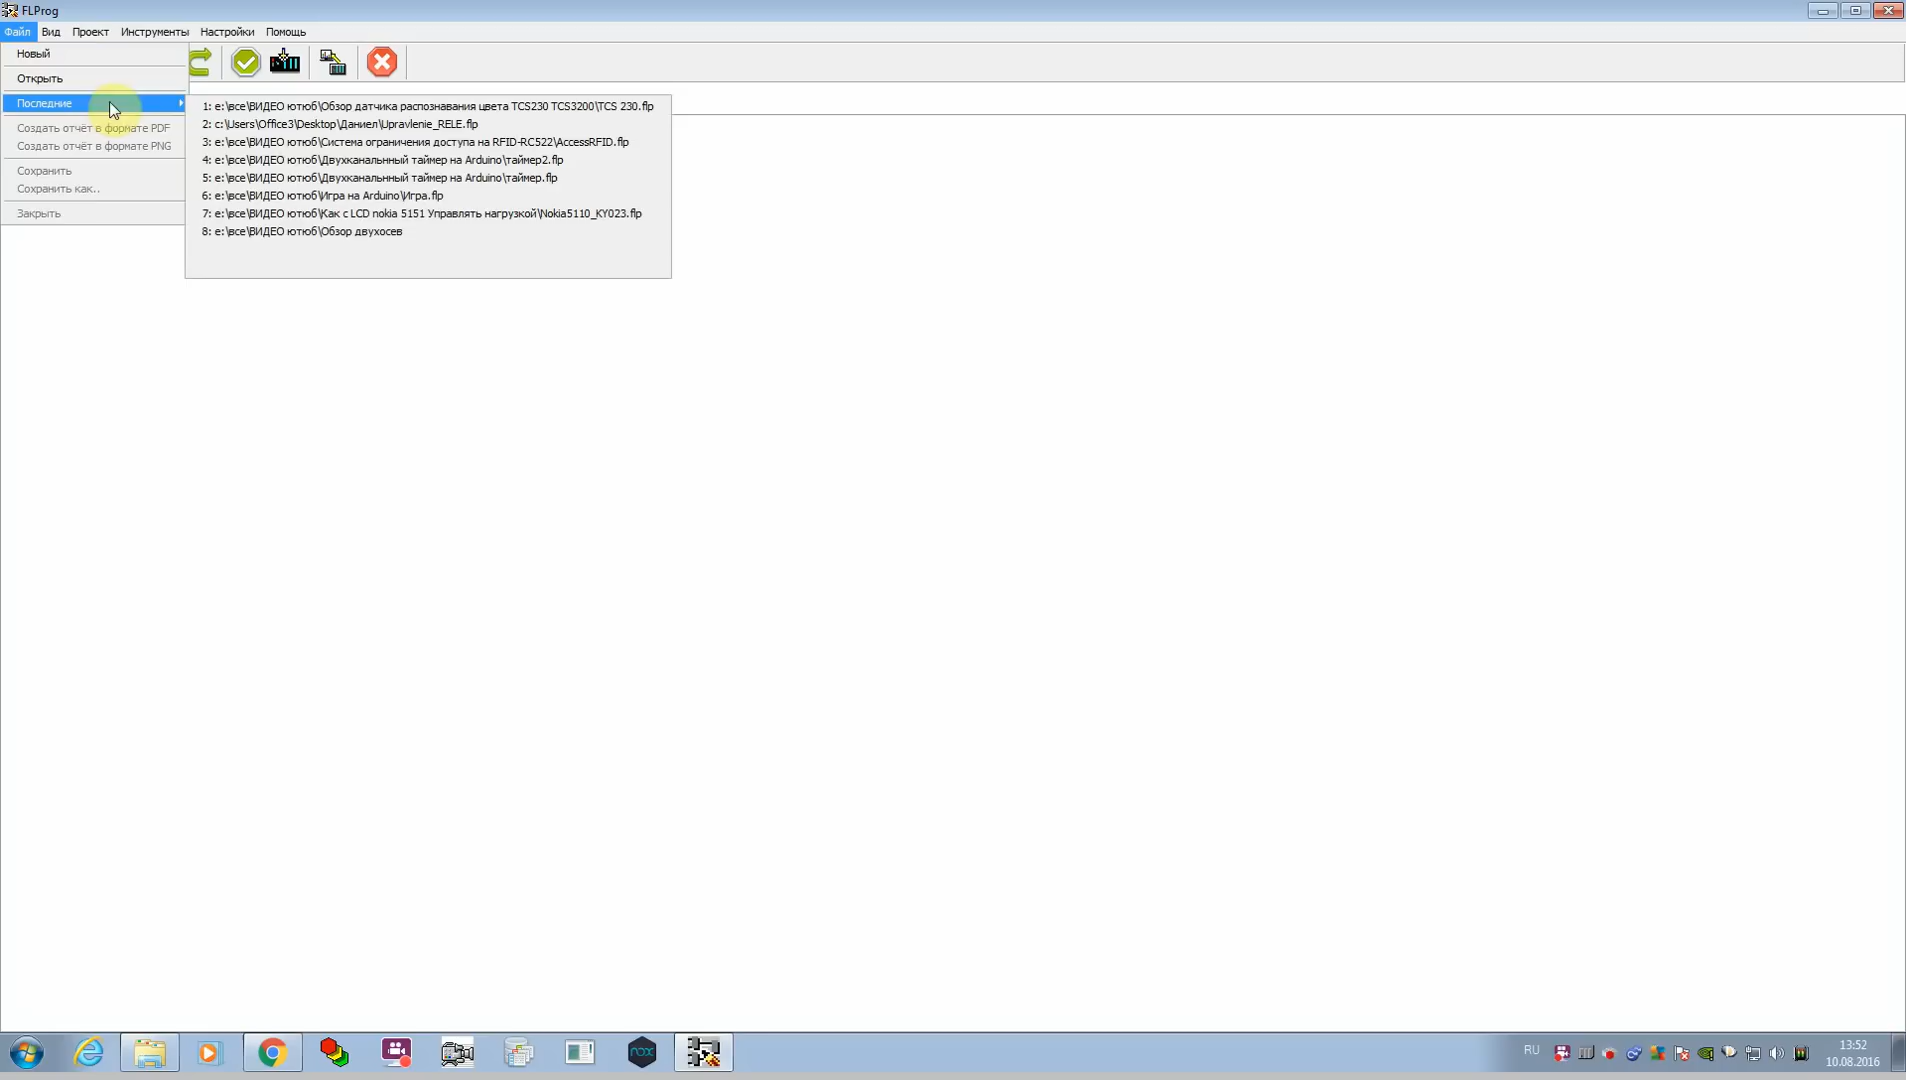 FLProg
Файл Вид Проект Инструменты Настройки Помощь
Новый
Открыть
Последние
Создать отчёт в формате PDF
Создать отчёт в формате PNG
Сохранить
Сохранить как..
Закрыть
1: e:\все\ВИДЕО ютюб\Обзор датчика распознавания цвета TCS230 TCS3200\TCS 230.flp
2: c:\Users\Office3\Desktop\Даниел\Upravlenie_RELE.flp
3: e:\все\ВИДЕО ютюб\Система ограничения доступа на RFID-RC522\AccessRFID.flp
4: e:\все\ВИДЕО ютюб\Двухканальнный таймер на Arduino\таймер2.flp
5: e:\все\ВИДЕО ютюб\Двухканальнный таймер на Arduino\таймер.flp
6: e:\все\ВИДЕО ютюб\Игра на Arduino\Игра.flp
7: e:\все\ВИДЕО ютюб\Как с LCD nokia 5151 Управлять нагрузкой\Nokia5110_KY023.flp
8: e:\все\ВИДЕО ютюб\Обзор двухосев
nox
RU
13:52
10.08.2016